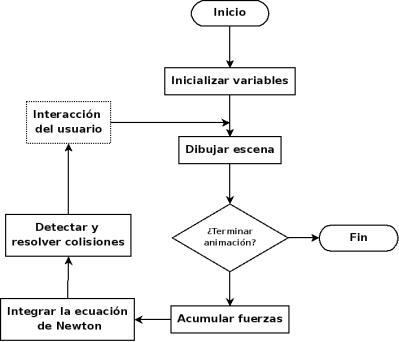 Inicio
Inicializar variables
Interacción
del usuario
Dibujar escena
¿Terminar
animación?
Fin
Detectar y
resolver colisiones
Integrar la ecuación
de Newton
Acumular fuerzas